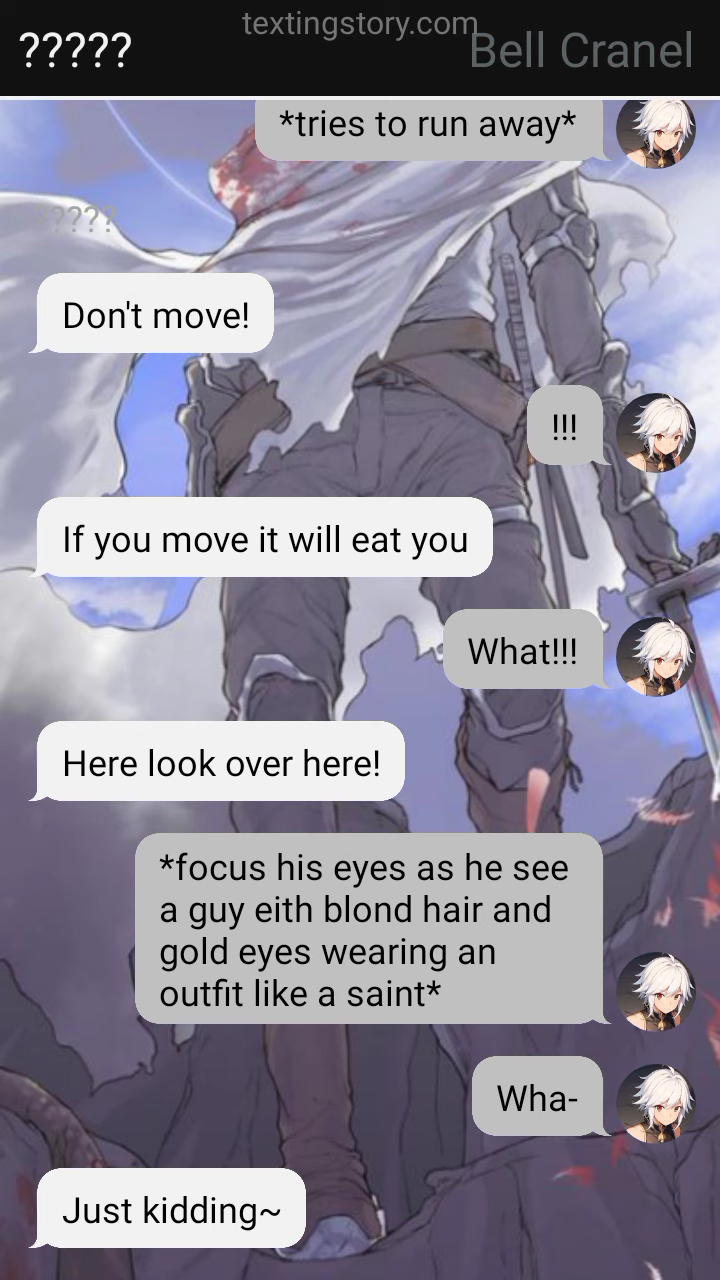 textingstory.com
?????
Bell Cranel
*tries to run away*
?????
Don't move!
!!!
If you move it will eat you
What!!!
Here look over here!
*focus his eyes as he see
a guy eith blond hair and
gold eyes wearing an
outfit like a saint*
Wha-
Just kidding~